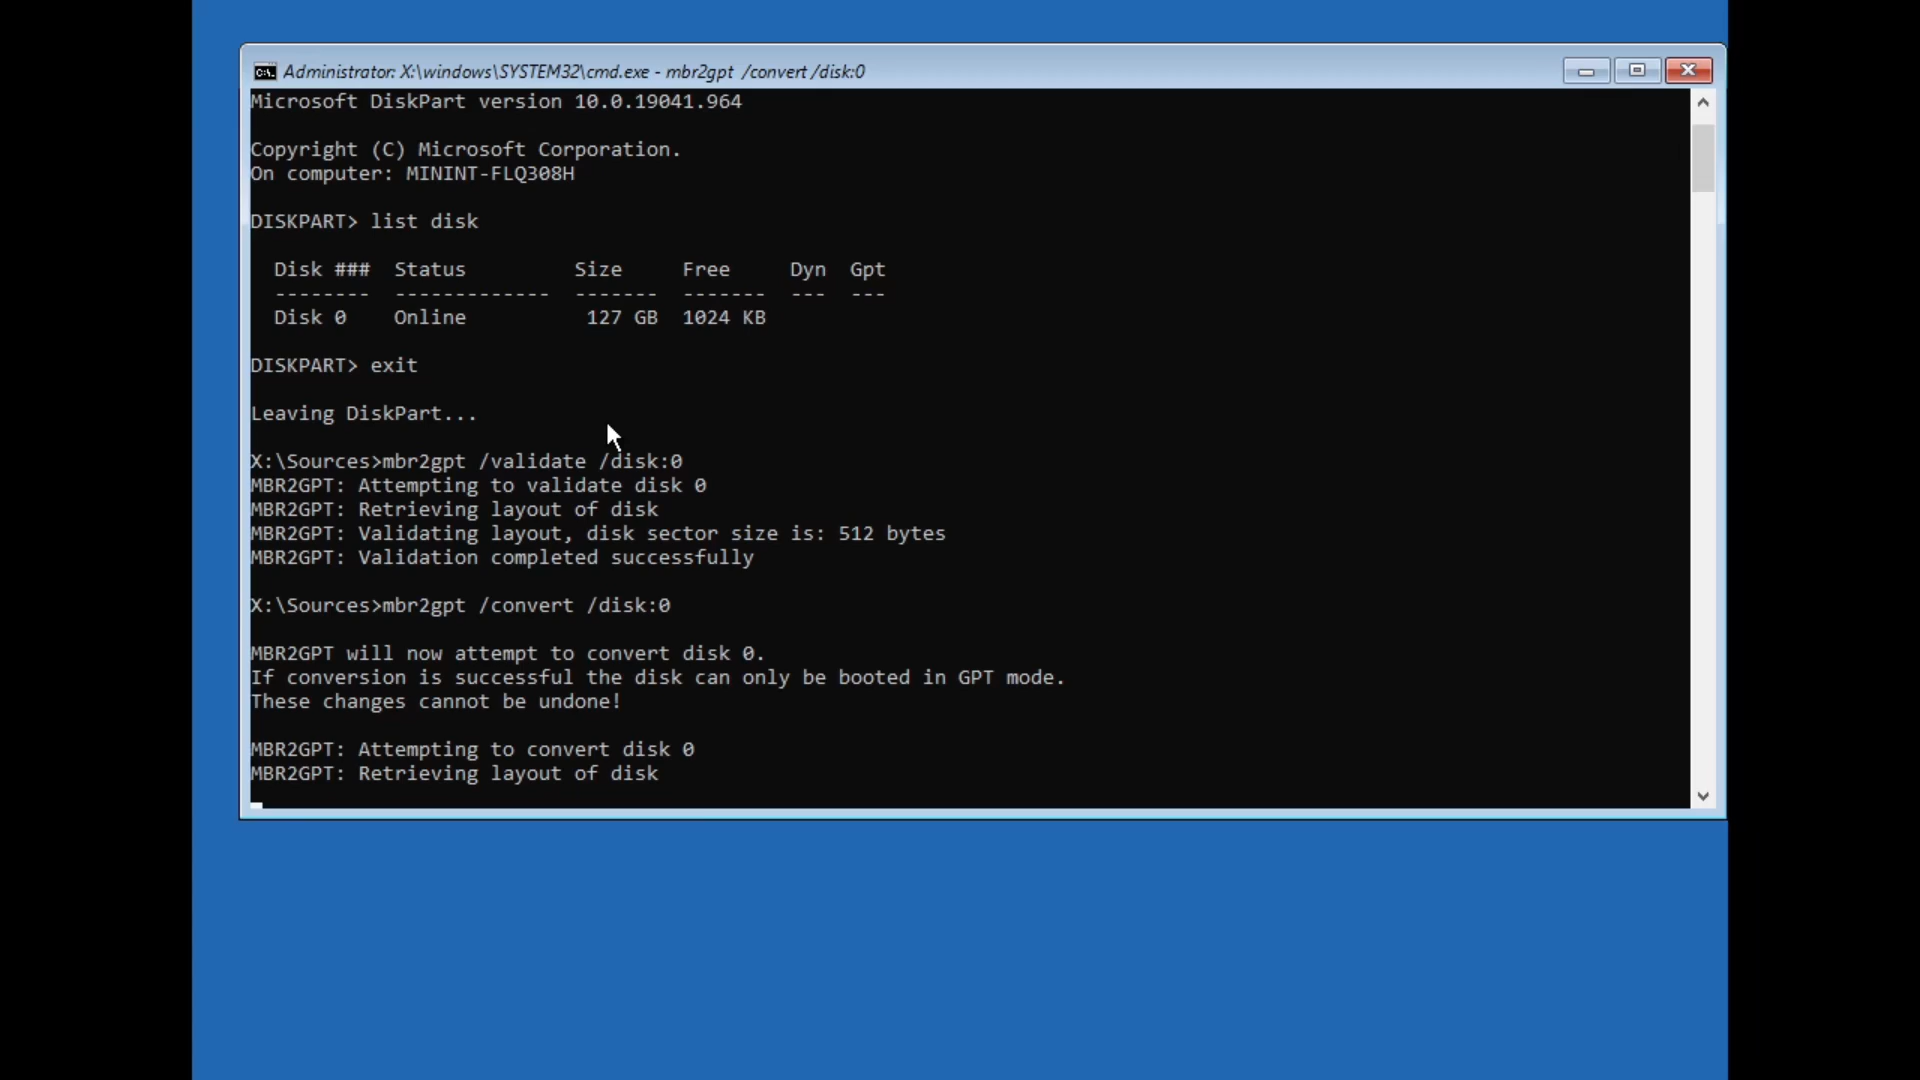 Administrator: X:\windows\SYSTEM32\cmd.exe - mbr2gpt /convert /disk:0
Microsoft DiskPart version 10.0.19041.964
Copyright (C) Microsoft Corporation.
On computer: MININT-FLQ308H
DISKPART> list disk
Disk ### Status Size Free Dyn Gpt
-------- ------------- ------- ------- --- ---
Disk 0 Online 127 GB 1024 KB
DISKPART> exit
Leaving DiskPart...
X:\Sources>mbr2gpt /validate /disk:0
MBR2GPT: Attempting to validate disk 0
MBR2GPT: Retrieving layout of disk
MBR2GPT: Validating layout, disk sector size is: 512 bytes
MBR2GPT: Validation completed successfully
X:\Sources>mbr2gpt /convert /disk:0
MBR2GPT will now attempt to convert disk 0.
If conversion is successful the disk can only be booted in GPT mode.
These changes cannot be undone!
MBR2GPT: Attempting to convert disk 0
MBR2GPT: Retrieving layout of disk